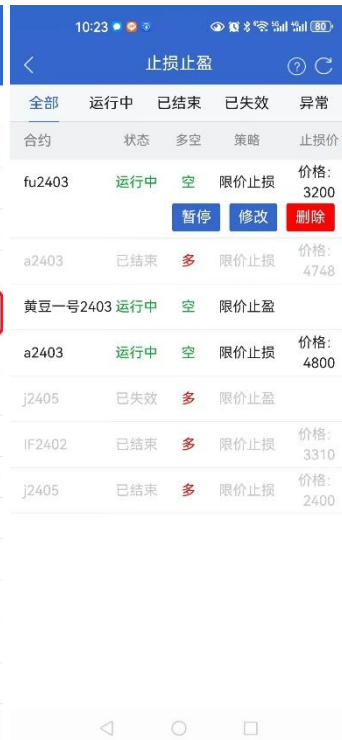 10:23 80
止损止盈
全部 运行中 已结束 已失效 异常
合约 状态 多空 策略 止损价
fu2403 运行中 空 限价止损 价格:
3200
暂停 修改 删除
a2403 已结束 多 限价止损 价格:
4748
黄豆一号2403 运行中 空 限价止盈
a2403 运行中 空 限价止损 价格:
4800
j2405 已失效 多 限价止盈
IF2402 已结束 多 限价止损 价格:
3310
j2405 已结束 多 限价止损 价格:
2400